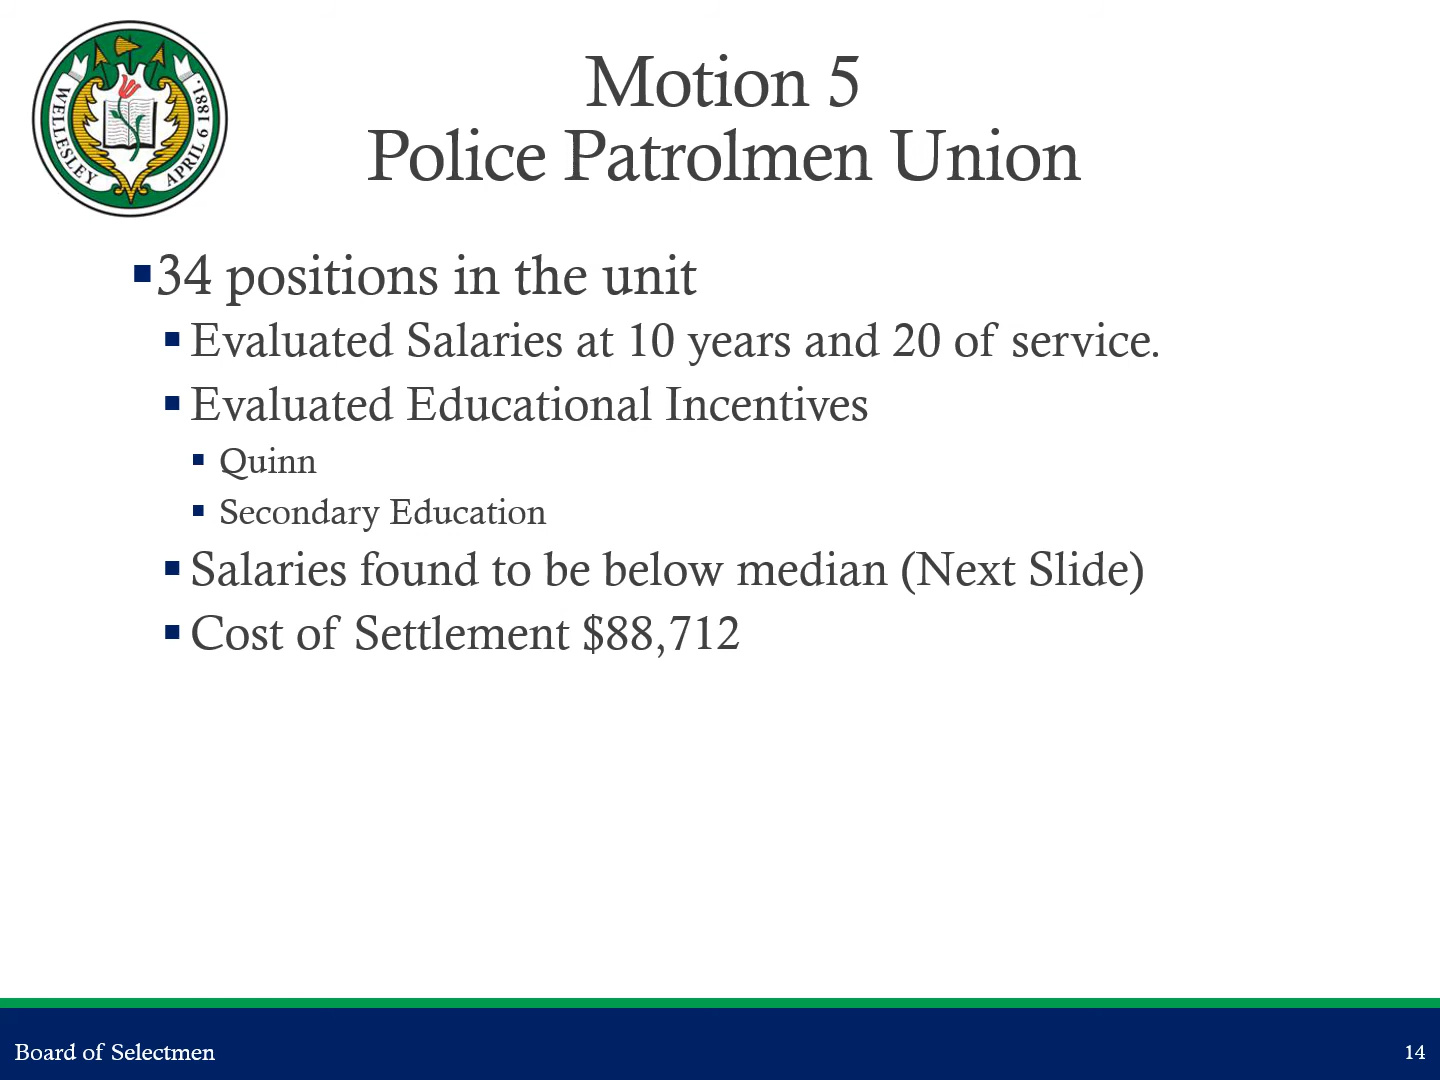 WELLESLEY
APRIL 6 1881.
Motion 5
Police Patrolmen Union
34 positions in the unit
Evaluated Salaries at 10 years and 20 of service.
Evaluated Educational Incentives
Quinn
Secondary Education
Salaries found to be below median (Next Slide)
Cost of Settlement $88,712
Board of Selectmen
14